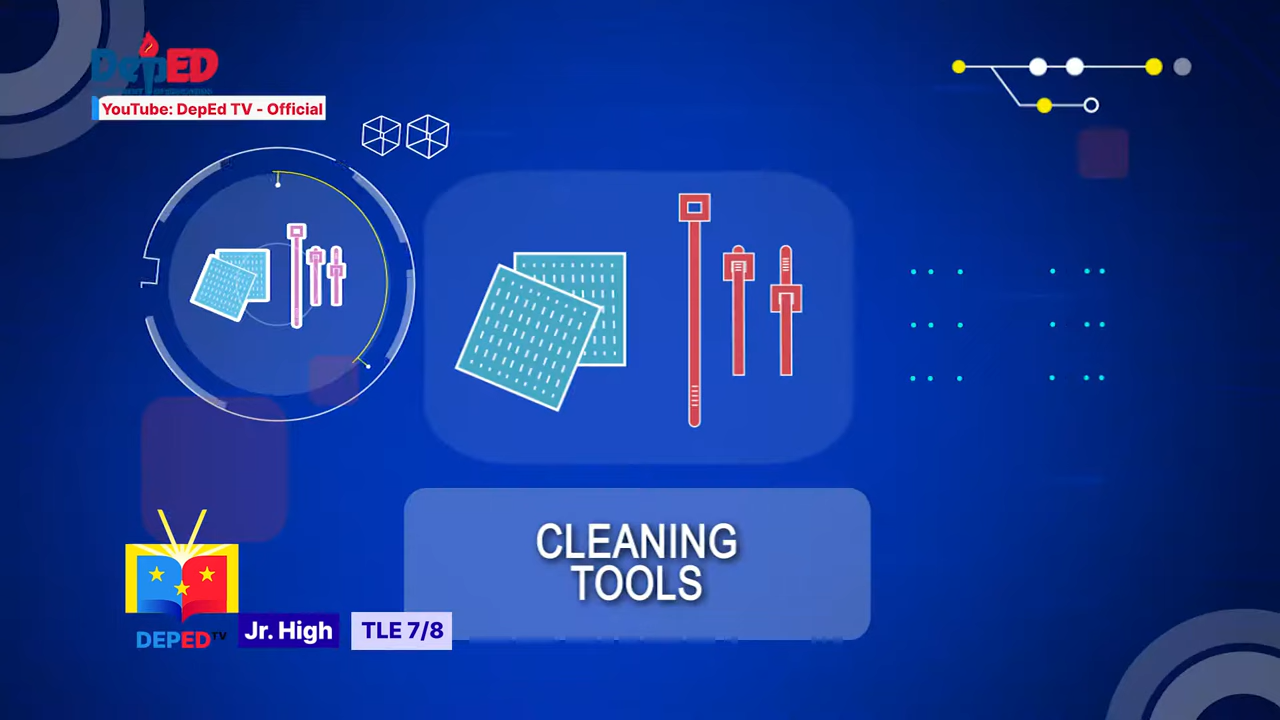 DepED
YouTube: DepEd TV - Official
CLEANING
TOOLS
DEPED TV
Jr. High
TLE 7/8